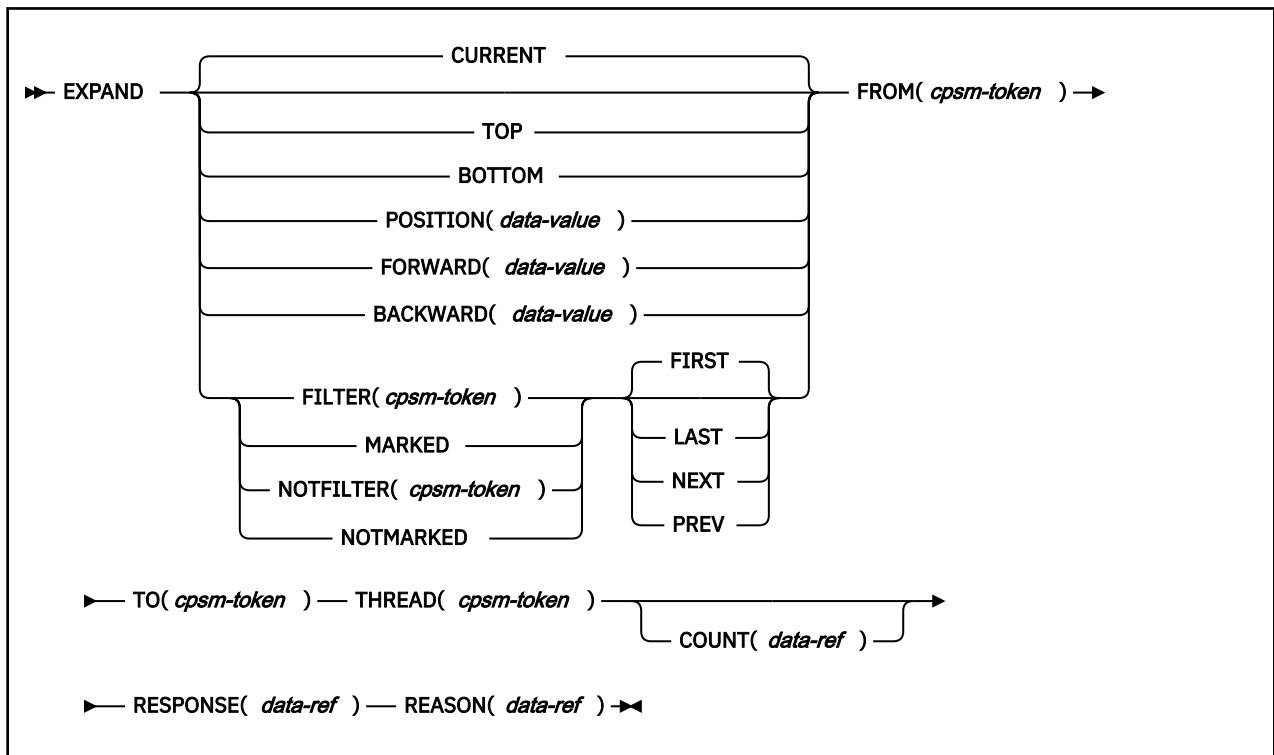 CURRENT
EXPAND FROM( cpsm-token )
TOP
BOTTOM
POSITION( data-value )
FORWARD( data-value )
BACKWARD( data-value )
FIRST
FILTER( cpsm-token )
LAST
MARKED
NEXT
NOTFILTER( cpsm-token )
PREV
NOTMARKED
TO( cpsm-token ) THREAD( cpsm-token )
COUNT( data-ref )
RESPONSE( data-ref ) REASON( data-ref )